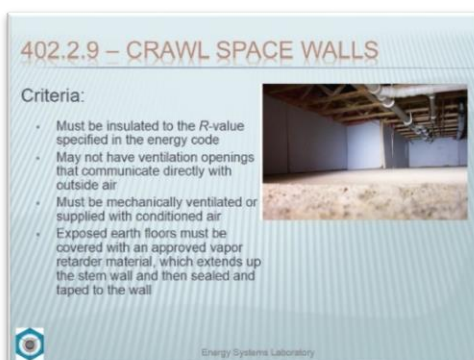 402.2.9 – CRAWL SPACE WALLS
Criteria:
• Must be insulated to the R-value
specified in the energy code
• May not have ventilation openings
that communicate directly with
outside air
• Must be mechanically ventilated or
supplied with conditioned air
• Exposed earth floors must be
covered with an approved vapor
retarder material, which extends up
the stem wall and then sealed and
taped to the wall
Energy Systems Laboratory